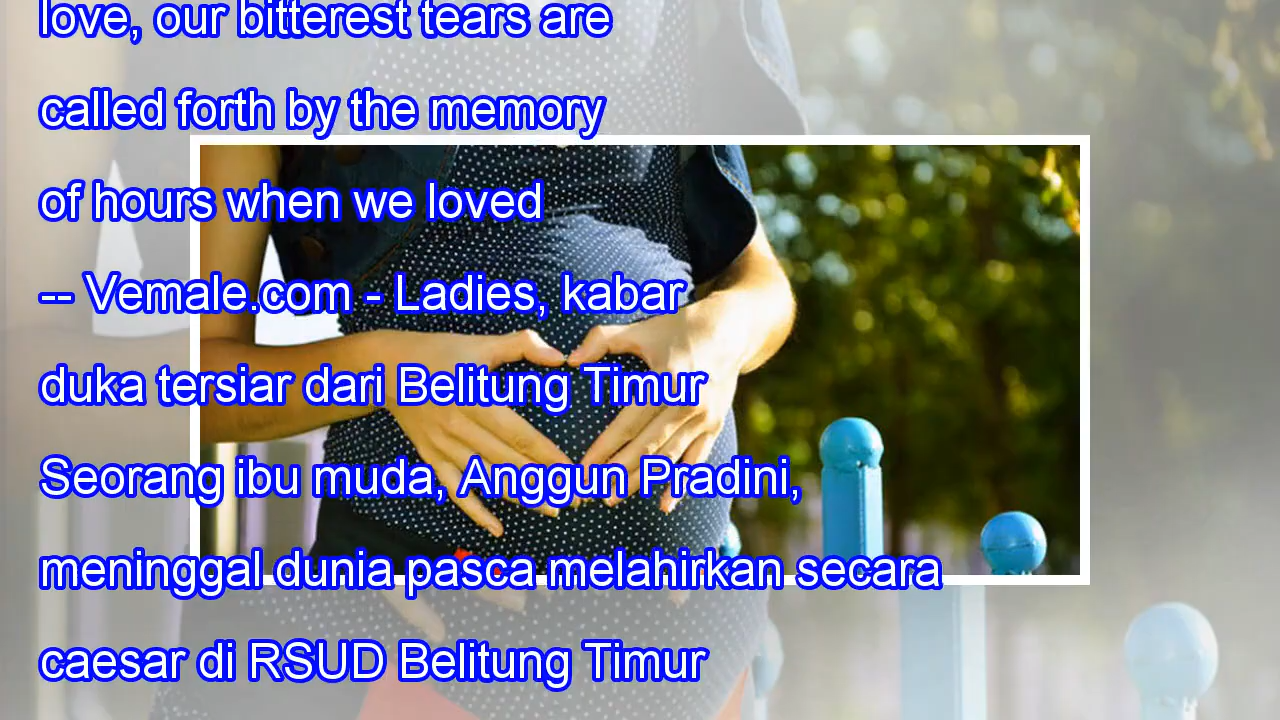 love, our bitterest tears are
called forth by the memory
of hours when we loved
-- Vemale.com - Ladies, kabar
duka tersiar dari Belitung Timur
Seorang ibu muda, Anggun Pradini,
meninggal dunia pasca melahirkan secara
caesar di RSUD Belitung Timur